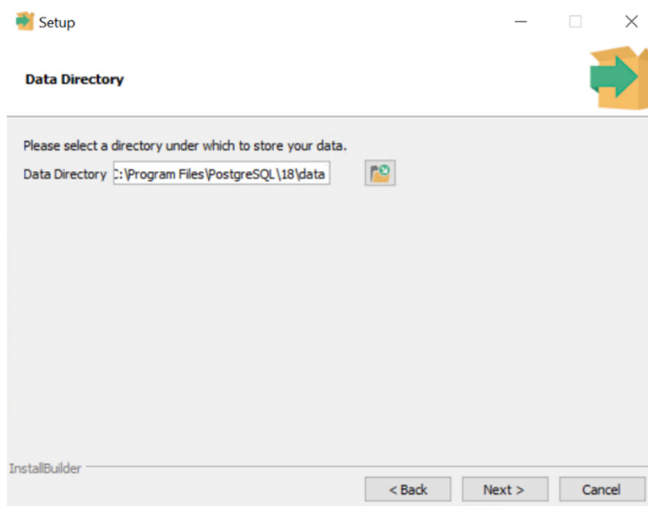 Setup
Data Directory
Please select a directory under which to store your data.
Data Directory C:\Program Files\PostgreSQL\18\data
InstallBuilder
< Back Next > Cancel